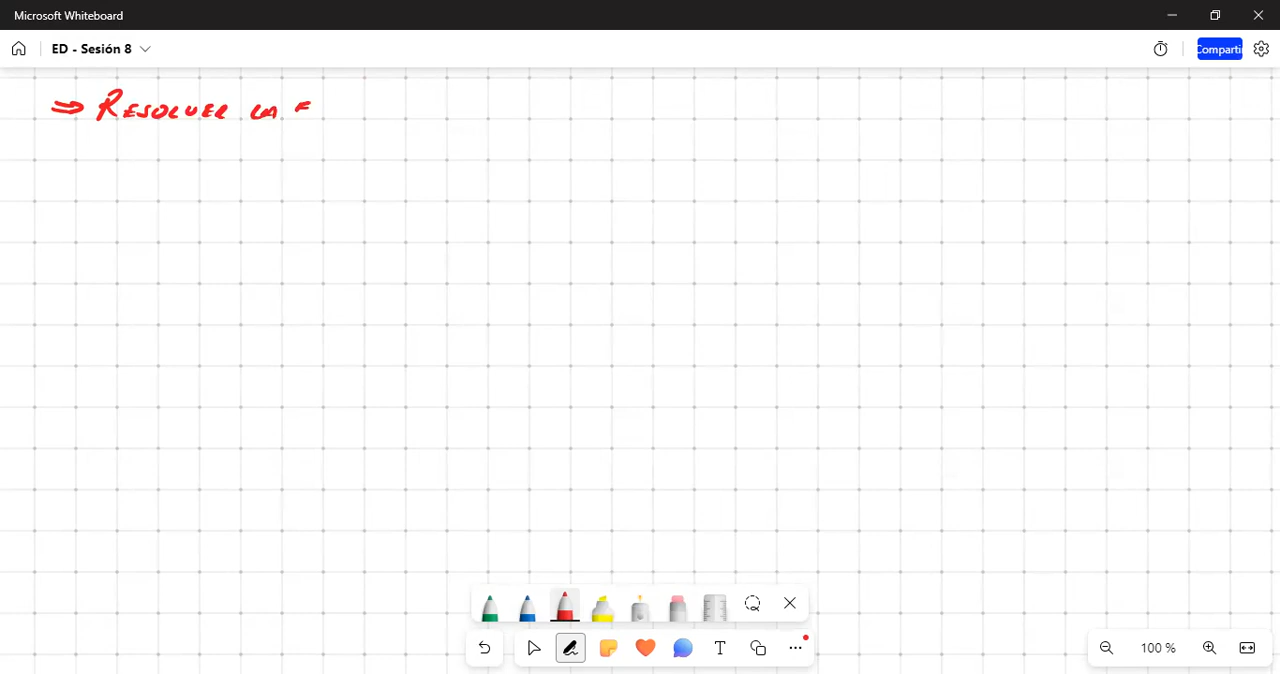 Microsoft Whiteboard
ED - Sesión 8
Comparti
⇒ RESOLVER LA
100 %